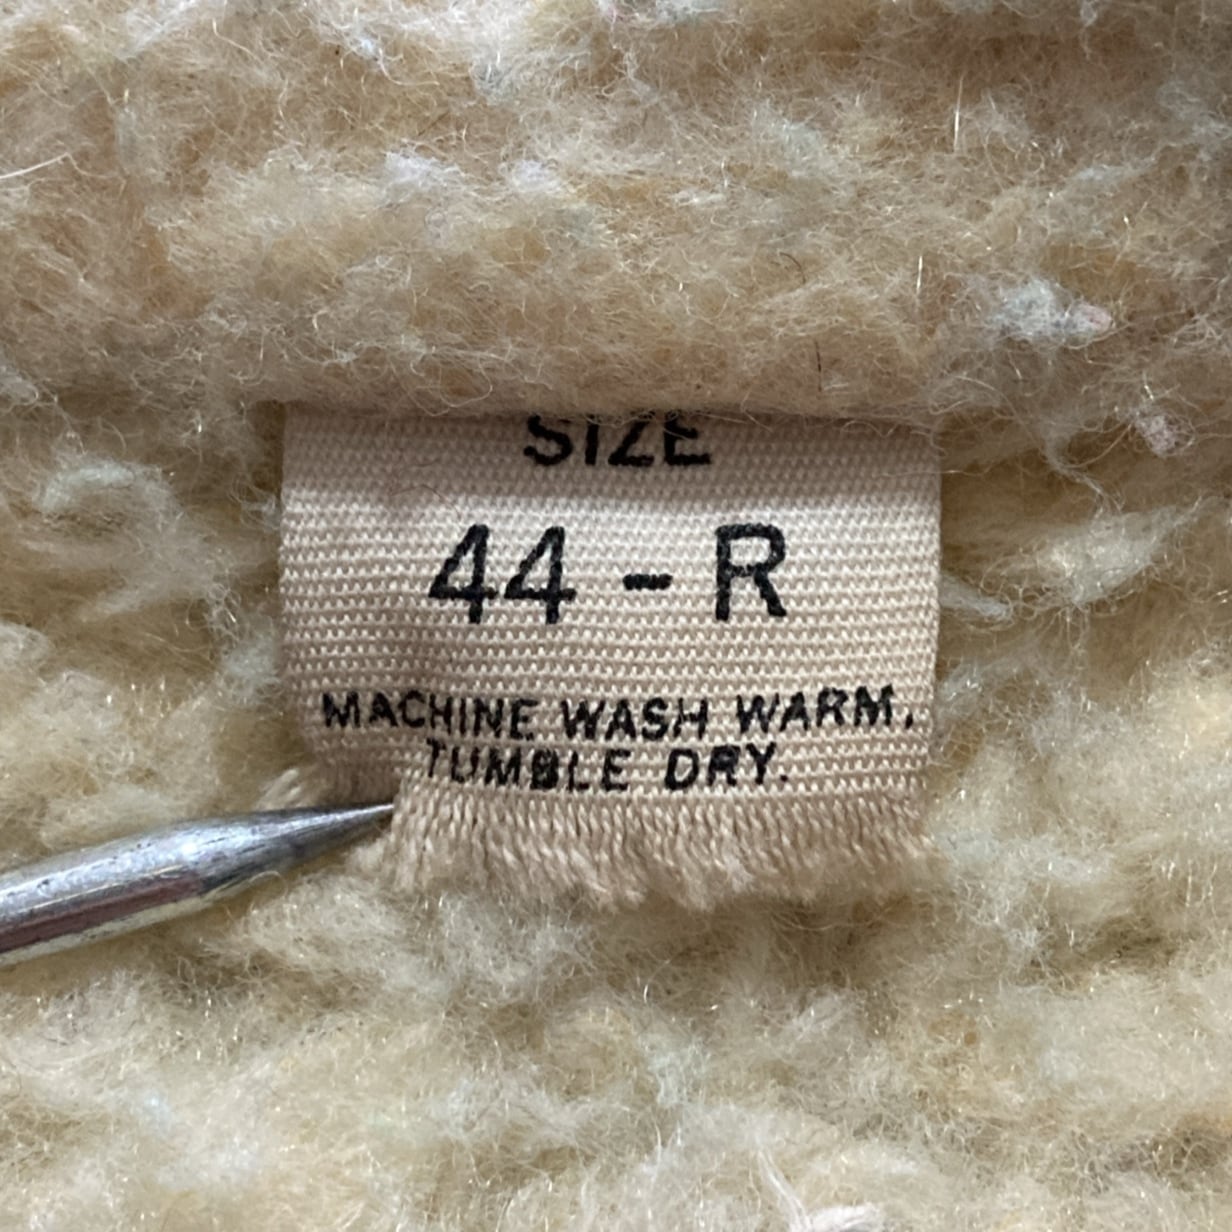 SIZE
44 - R
MACHINE WASH WARM,
TUMBLE DRY.